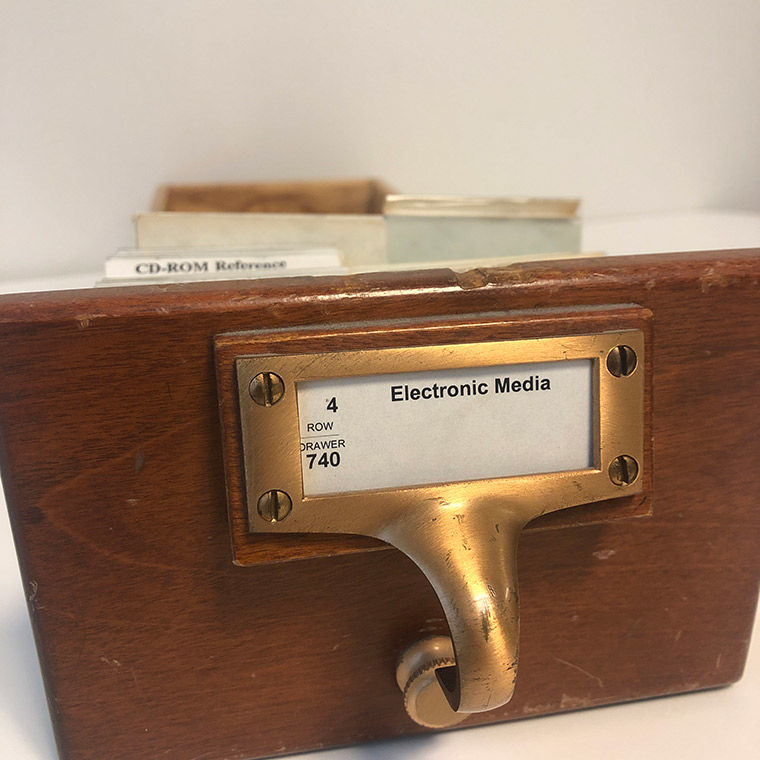 CD-ROM Reference
Electronic Media
4
ROW
DRAWER
740